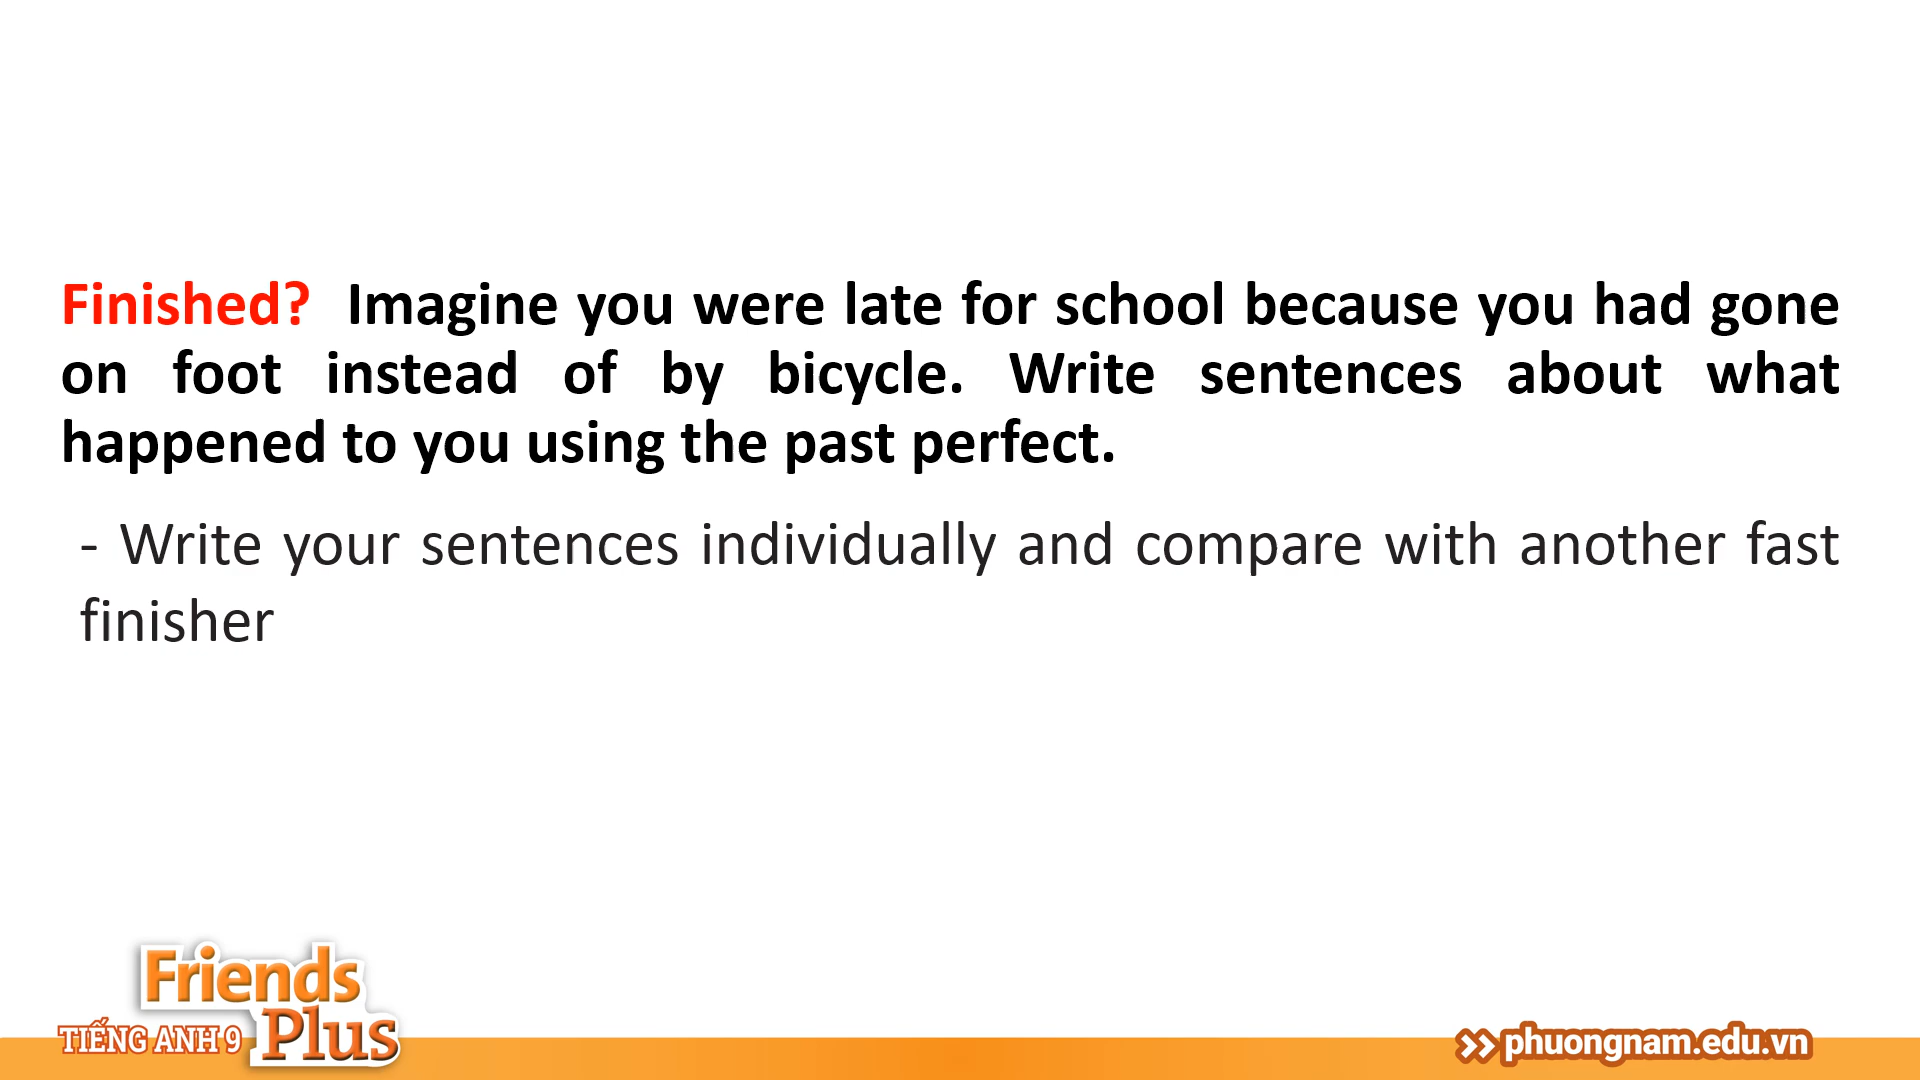 Finished? Imagine you were late for school because you had gone
on foot instead of by bicycle. Write sentences about what
happened to you using the past perfect.
- Write your sentences individually and compare with another fast
finisher
Friends
TIẾNG ANH 9 Plus
phuongnam.edu.vn